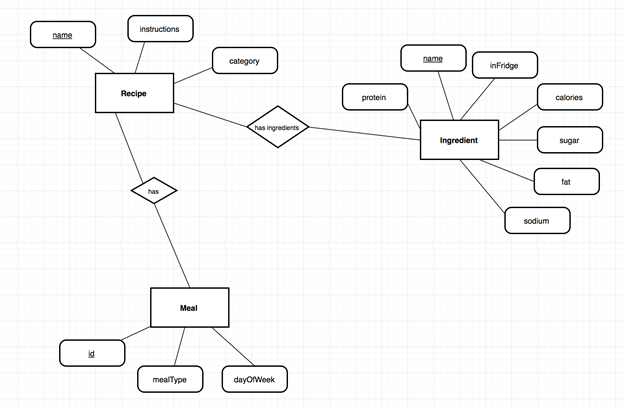 name
instructions
category
Recipe
has ingredients
name
inFridge
protein
calories
Ingredient
sugar
fat
sodium
has
Meal
id
mealType
dayOfWeek